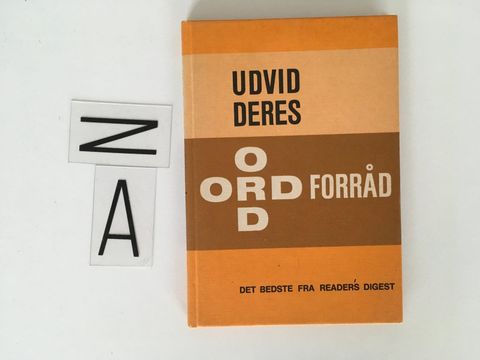 Z
A
UDVID
DERES
O
ORD FORRÅD
D
DET BEDSTE FRA READER'S DIGEST